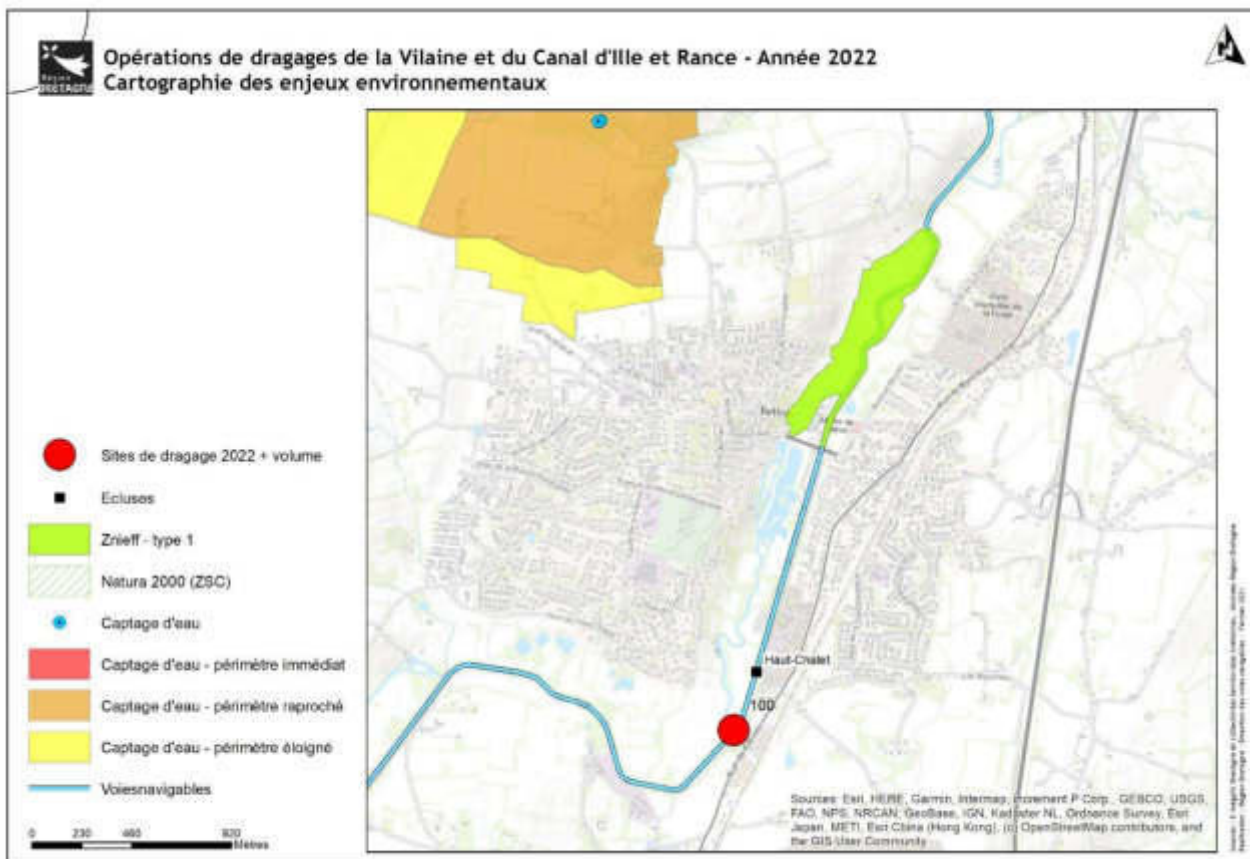 Opérations de dragages de la Vilaine et du Canal d'Ille et Rance - Année 2022
Cartographie des enjeux environnementaux
BRETAGNE
Sites de dragage 2022 + volume
Ecluses
Znieff - type 1
Natura 2000 (ZSC)
Captage d'eau
Captage d'eau - périmètre immédiat
Captage d'eau - périmètre raproché
Captage d'eau - périmètre éloigné
Voiesnavigables
0 230 460 920
Mètres
Haut-Chalet
100
Sources: Esri, HERE, Garmin, Intermap, increment P Corp., GEBCO, USGS,
FAO, NPS, NRCAN, GeoBase, IGN, Kadaster NL, Ordnance Survey, Esri
Japan, METI, Esri China (Hong Kong), (c) OpenStreetMap contributors, and
the GIS User Community